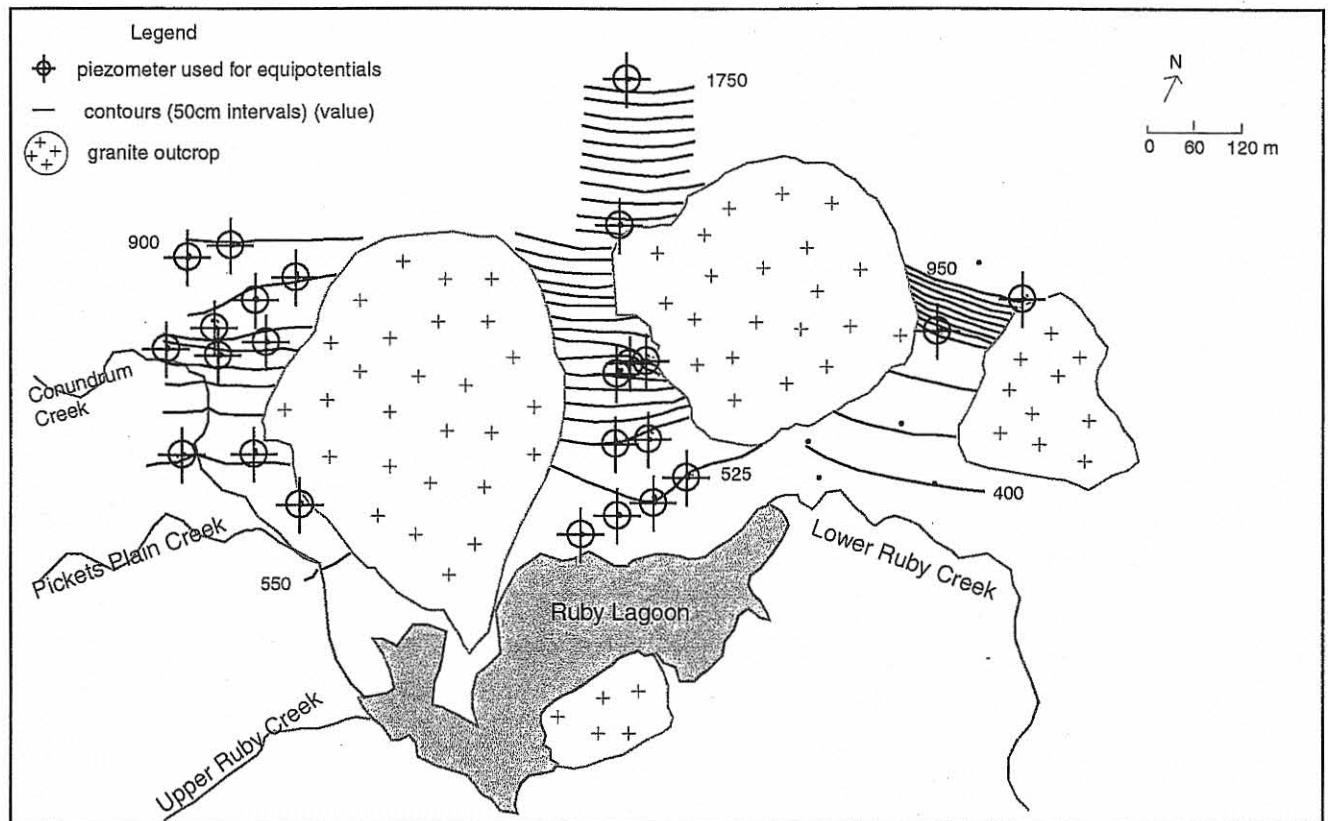 Legend
piezometer used for equipotentials
contours (50cm intervals) (value)
granite outcrop
N
0 60 120 m
1750
900
950
Conundrum
Creek
525
400
Pickets Plain Creek
550
Lower Ruby Creek
Ruby Lagoon
Upper Ruby Creek